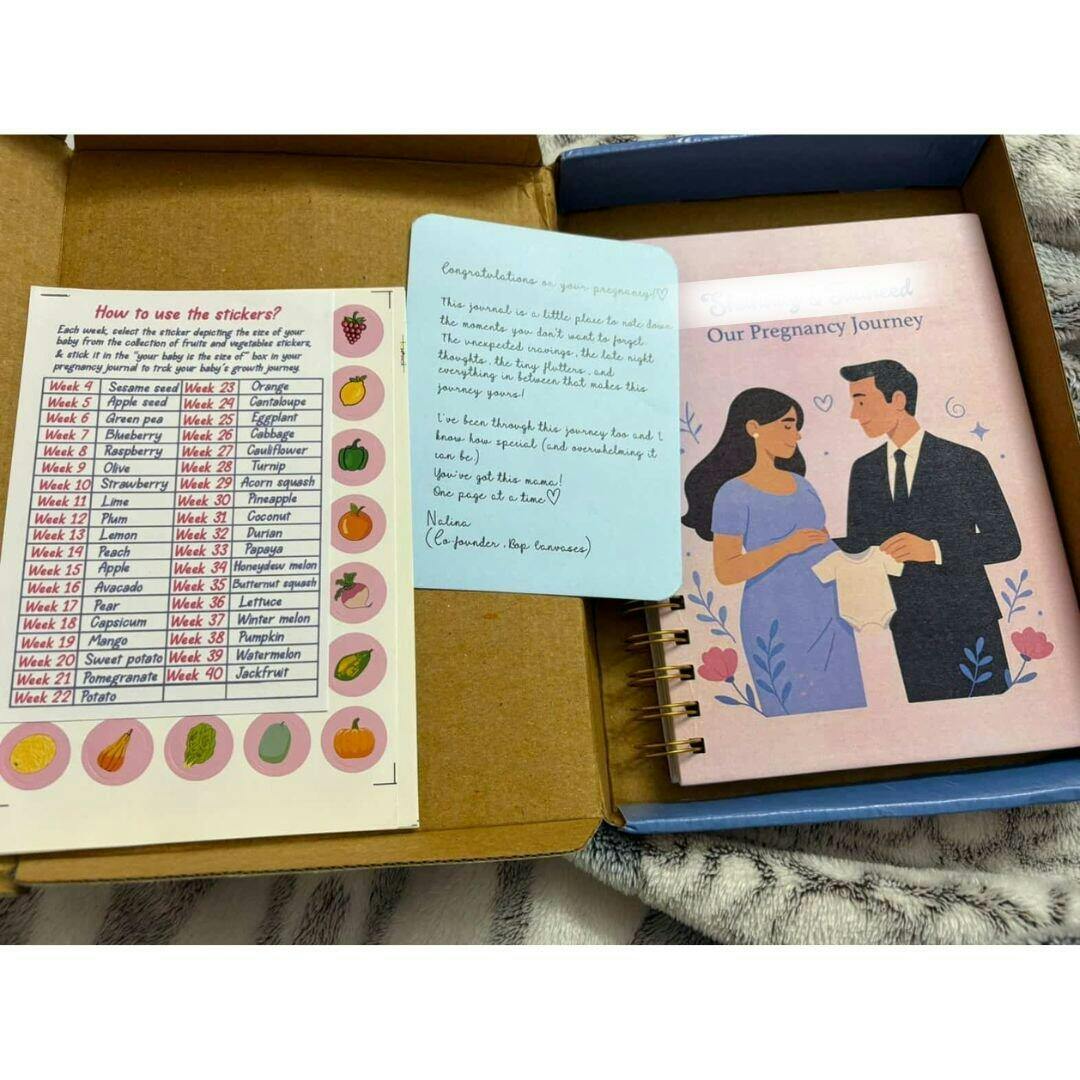 How to use the stickers?
Each week, select the sticker depicting the size of your
baby from the collection of fruits and vegetables stickers,
& stick it in the "your baby is the size of" box in your
pregnancy journal to trck your baby's growth journey.
Week 4 Sesame seed Week 23 Orange
Week 5 Apple seed Week 24 Cantaloupe
Week 6 Green pea Week 25 Eggplant
Week 7 Blueberry Week 26 Cabbage
Week 8 Raspberry Week 27 Cauliflower
Week 9 Olive Week 28 Turnip
Week 10 Strawberry Week 29 Acorn squash
Week 11 Lime Week 30 Pineapple
Week 12 Plum Week 31 Coconut
Week 13 Lemon Week 32 Durian
Week 14 Peach Week 33 Papaya
Week 15 Apple Week 34 Honeydew melon
Week 16 Avacado Week 35 Butternut squash
Week 17 Pear Week 36 Lettuce
Week 18 Capsicum Week 37 Winter melon
Week 19 Mango Week 38 Pumpkin
Week 20 Sweet potato Week 39 Watermelon
Week 21 Pomegranate Week 40 Jackfruit
Week 22 Potato
Congratulations on your pregnancy!♡
This journal is a little place to note down
the moments you don't want to forget.
The unexpected cravings, the late night
thoughts, the tiny flutters, and
everything in between that makes this
journey yours!
I've been through this journey too and I
know how special (and overwhelming it
can be.)
You've got this mama!
One page at a time♡
Nalina
(Co-founder, Canvases)
Our Pregnancy Journey